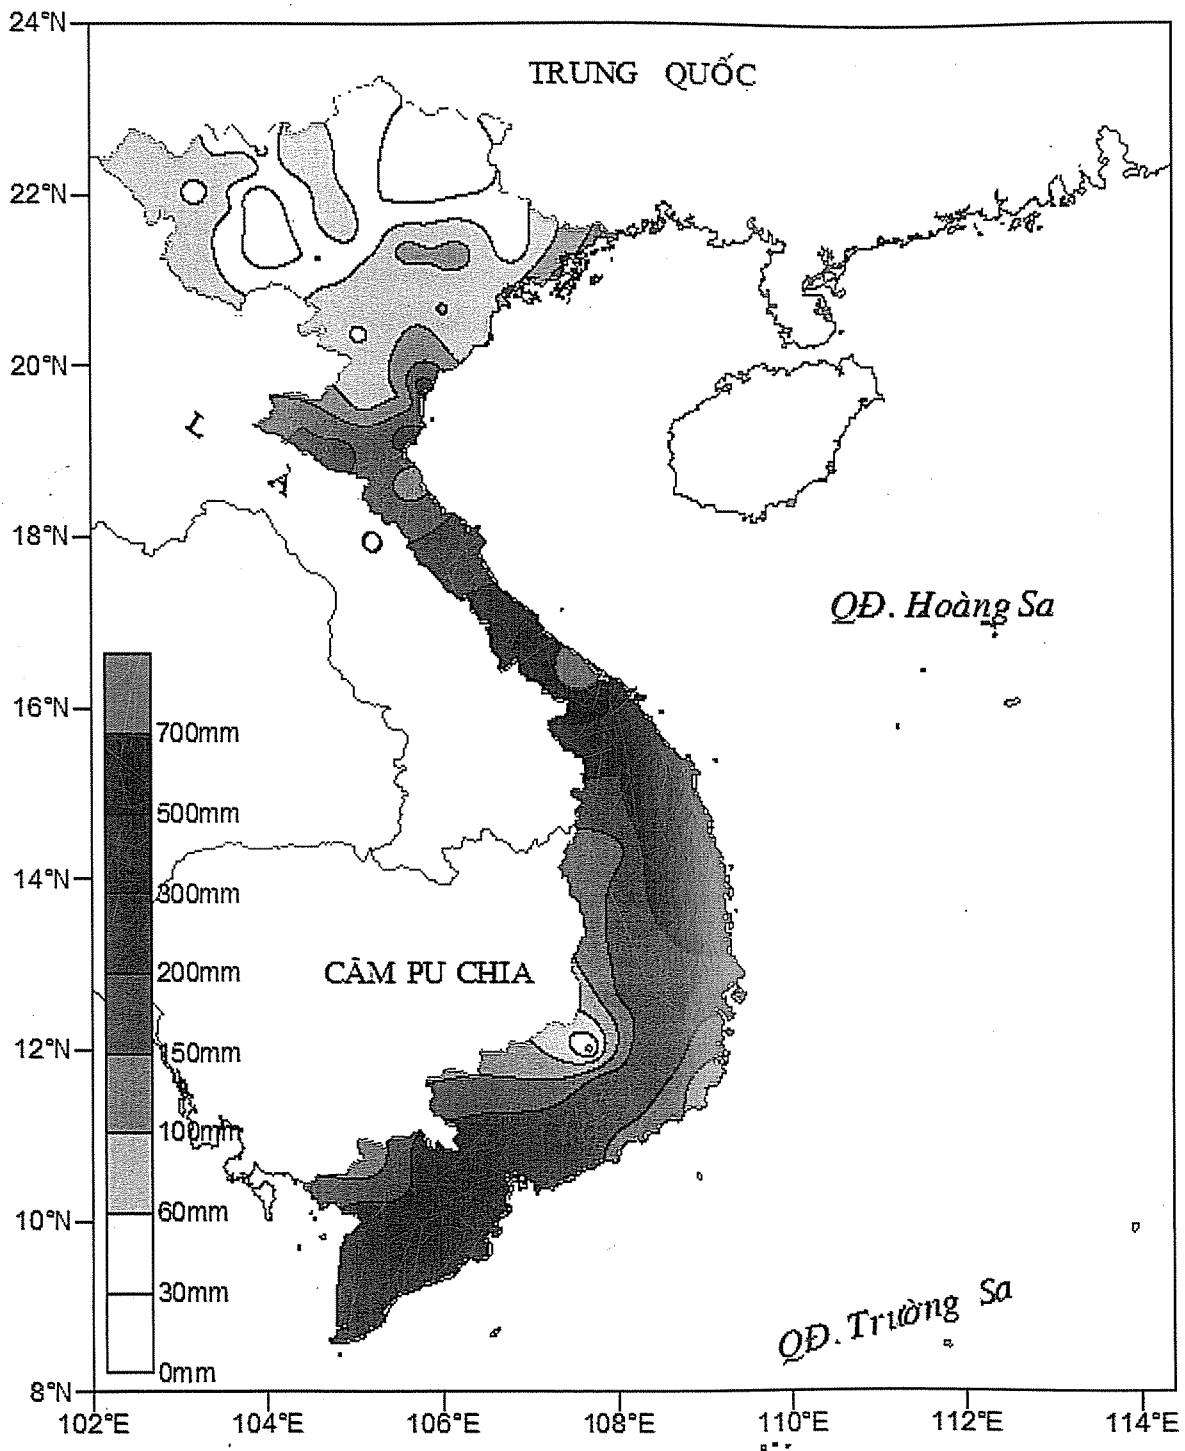 24°N
TRUNG QUỐC
22°N
20°N
L
A
18°N
O
QĐ. Hoàng Sa
16°N
700mm
500mm
14°N
300mm
CĂM PU CHIA
200mm
12°N
150mm
100mm
10°N
60mm
30mm
QĐ. Trường Sa
0mm
8°N
102°E 104°E 106°E 108°E 110°E 112°E 114°E